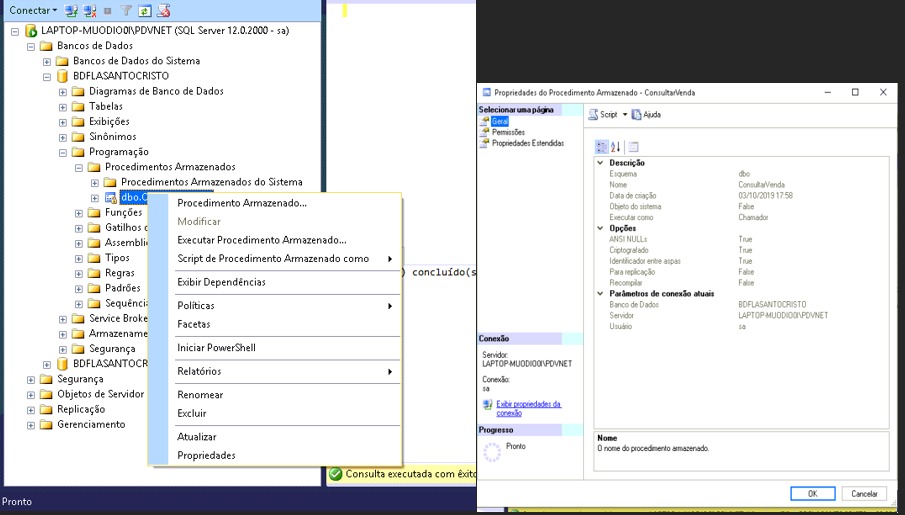 Conectar
LAPTOP-MUODIO0I\PDVNET (SQL Server 12.0.2000 - sa)
Bancos de Dados
Bancos de Dados do Sistema
BDFLASANTOCRISTO
Diagramas de Banco de Dados
Tabelas
Exibições
Sinônimos
Programação
Procedimentos Armazenados
Procedimentos Armazenados do Sistema
dbo.C
Funções
Gatilhos d
Assemblie
Tipos
Regras
Padrões
Sequência
Service Broke
Armazename
Segurança
BDFLASANTOCR
Segurança
Objetos de Servidor
Replicação
Gerenciamento
Procedimento Armazenado...
Modificar
Executar Procedimento Armazenado...
Script de Procedimento Armazenado como
Exibir Dependências
Políticas
Facetas
Iniciar PowerShell
Relatórios
Renomear
Excluir
Atualizar
Propriedades
) concluído(s
Consulta executada com êxito
Pronto
Propriedades do Procedimento Armazenado - ConsultarVenda
Selecionar uma página
Geral
Permissões
Propriedades Estendidas
Script
Ajuda
Descrição
Esquema dbo
Nome ConsultarVenda
Data de criação 03/10/2019 17:58
Objeto do sistema False
Executar como Chamador
Opções
ANSI NULLs True
Criptografado True
Identificador entre aspas True
Para replicação False
Recompilar False
Parâmetros de conexão atuais
Banco de Dados BDFLASANTOCRISTO
Servidor LAPTOP-MUODIO0I\PDVNET
Usuário sa
Conexão
Servidor:
LAPTOP-MUODIO0I\PDVNET
Conexão:
sa
Exibir propriedades da
conexão
Progresso
Pronto
Nome
O nome do procedimento armazenado.
OK
Cancelar